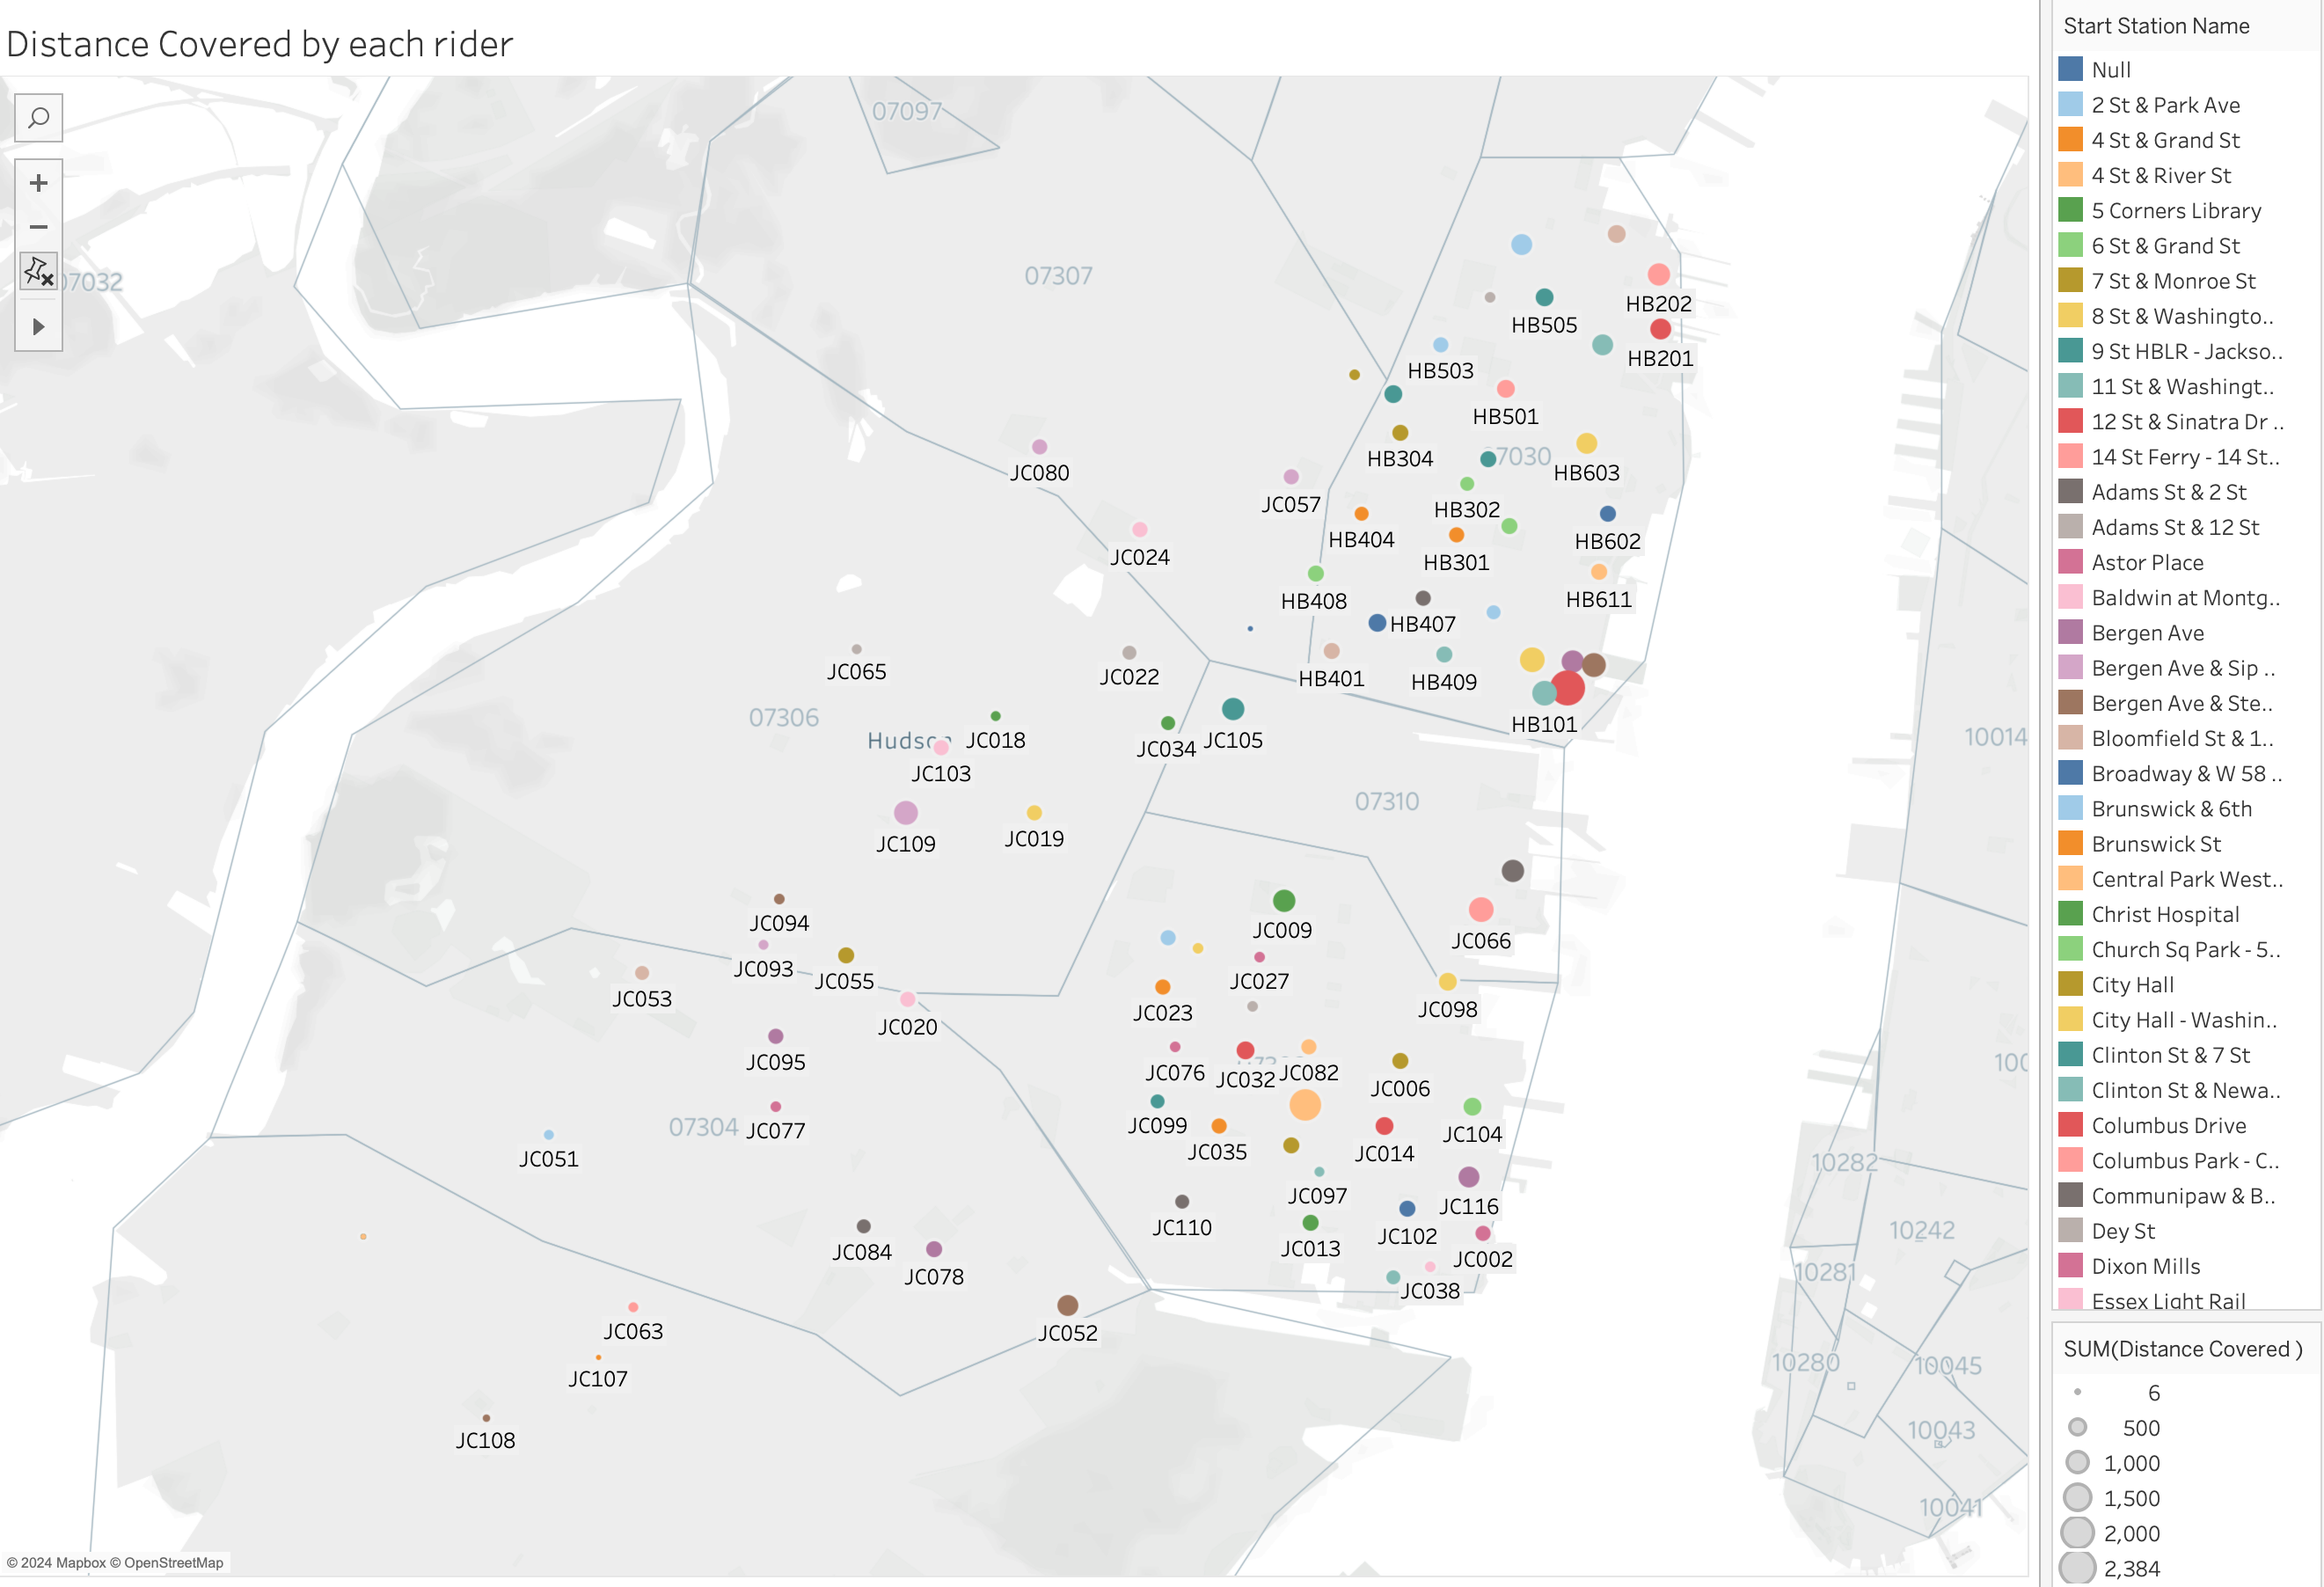 Distance Covered by each rider
07097
07032
07307
HB202
HB505
HB201
HB503
HB501
HB304
07030
HB603
JC080
JC057
HB302
HB404
HB602
JC024
HB301
HB408
HB611
HB407
JC065
JC022
HB401
HB409
07306
HB101
Hudson
JC018
JC034
JC105
10014
JC103
07310
JC109
JC019
JC094
JC009
JC066
JC093
JC055
JC027
JC053
JC023
JC098
JC020
JC095
JC076
JC032
JC082
JC006
100
07304
JC077
JC099
JC104
JC051
JC035
JC014
10282
JC097
JC116
JC110
JC102
10242
JC084
JC013
JC002
JC078
JC038
10281
JC063
JC052
10280
10045
JC107
JC108
10043
10041
© 2024 Mapbox © OpenStreetMap
Start Station Name
Null
2 St & Park Ave
4 St & Grand St
4 St & River St
5 Corners Library
6 St & Grand St
7 St & Monroe St
8 St & Washingto..
9 St HBLR - Jackso..
11 St & Washingt..
12 St & Sinatra Dr ..
14 St Ferry - 14 St..
Adams St & 2 St
Adams St & 12 St
Astor Place
Baldwin at Montg..
Bergen Ave
Bergen Ave & Sip ..
Bergen Ave & Ste..
Bloomfield St & 1..
Broadway & W 58 ..
Brunswick & 6th
Brunswick St
Central Park West..
Christ Hospital
Church Sq Park - 5..
City Hall
City Hall - Washin..
Clinton St & 7 St
Clinton St & Newa..
Columbus Drive
Columbus Park - C..
Communipaw & B..
Dey St
Dixon Mills
Essex Light Rail
SUM(Distance Covered )
6
500
1,000
1,500
2,000
2,384